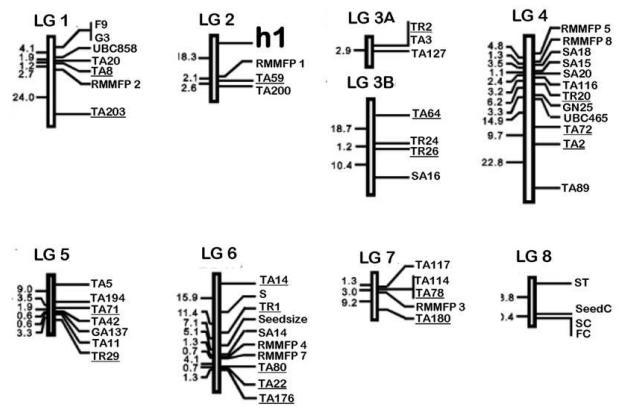 LG 1
F9
G3
4.1
UBC858
1.9
TA20
1.2
TA8
2.7
RMMFP 2
24.0
TA203
LG 2
h1
18.3
RMMFP 1
2.1
TA59
2.6
TA200
LG 3A
TR2
TA3
2.9
TA127
LG 3B
TA64
18.7
TR24
1.2
TR26
10.4
SA16
LG 4
RMMFP 5
4.8
RMMFP 8
1.3
SA18
3.5
SA15
1.1
SA20
2.4
TA116
3.2
TR20
6.2
GN25
3.3
UBC465
14.9
TA72
9.7
TA2
22.8
TA89
LG 5
TA5
9.0
TA194
3.5
TA71
1.9
TA42
0.6
GA137
0.6
TA11
3.3
TR29
LG 6
TA14
15.9
S
11.4
TR1
7.1
Seedsize
5.1
SA14
1.3
RMMFP 4
0.7
RMMFP 7
4.1
TA80
0.7
TA22
1.3
TA176
LG 7
TA117
1.3
TA114
3.0
TA78
9.2
RMMFP 3
TA180
LG 8
ST
3.8
SeedC
0.4
SC
FC